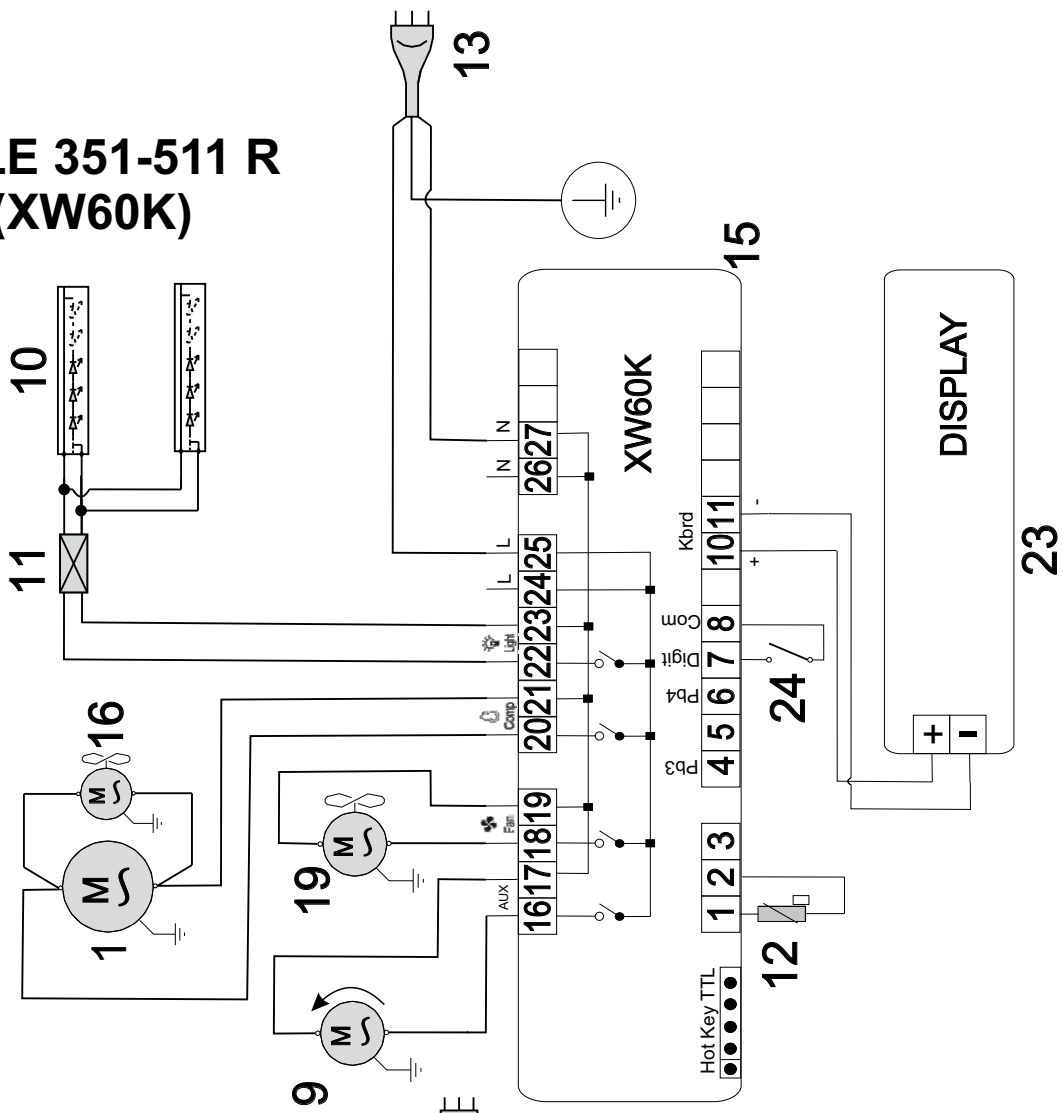 LE 351-511 R
(XW60K)
13
10
11
16
1
19
9
15
XW60K
N
N
27
26
L
L
25
24
23
22
Light
21
20
Comp
19
18
Fan
17
16
AUX
Kbrd
-
+
11
10
8
Com
7
Digit
6
Pb4
5
4
Pb3
3
2
1
Hot Key TTL
24
12
DISPLAY
+
-
23
M
M
M
M